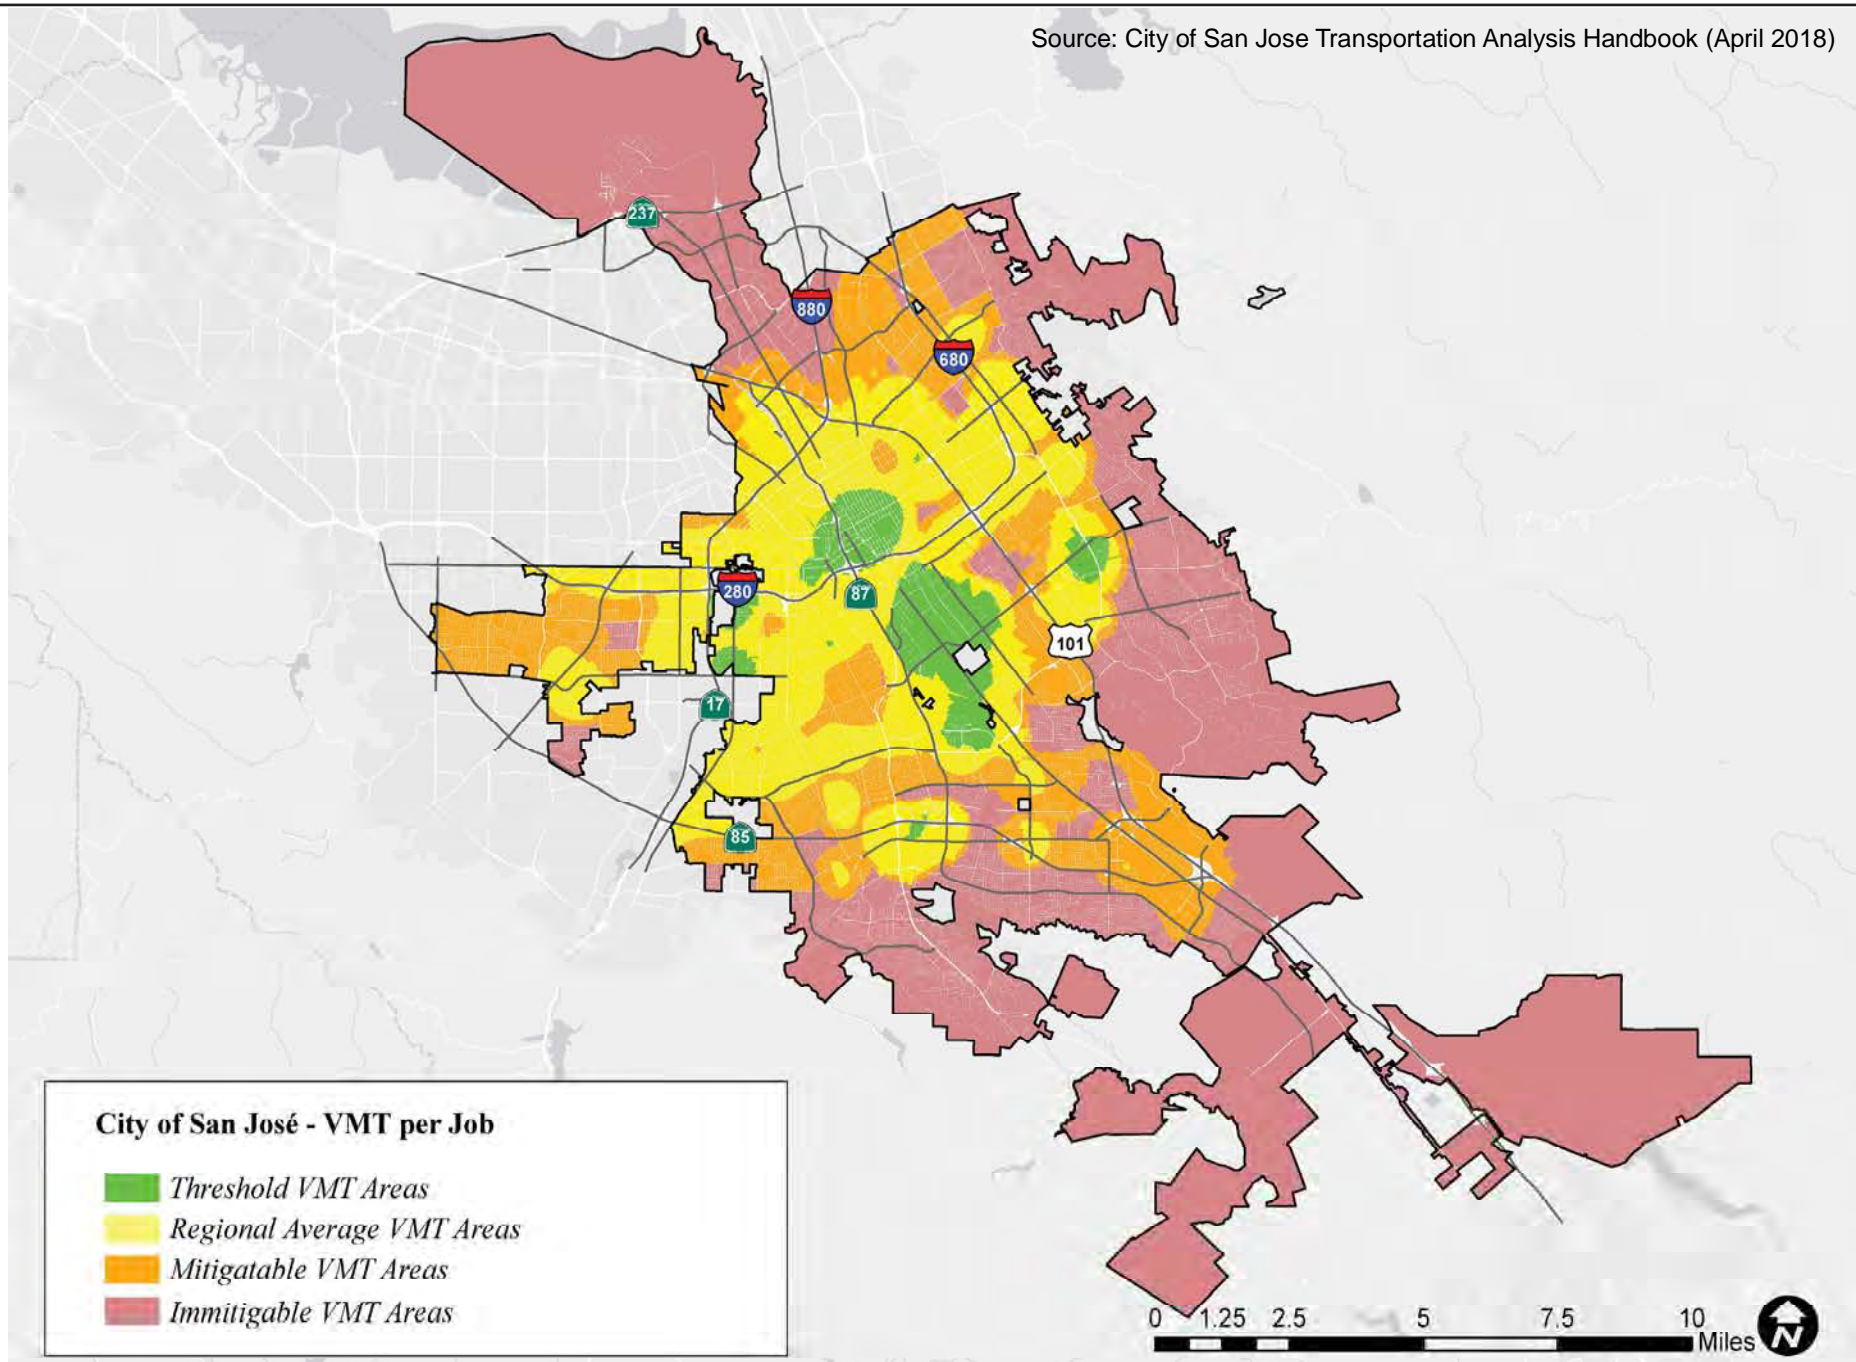 Source: City of San Jose Transportation Analysis Handbook (April 2018)
237
880
680
280
87
101
17
85
City of San José - VMT per Job
Threshold VMT Areas
Regional Average VMT Areas
Mitigatable VMT Areas
Immitigable VMT Areas
0 1.25 2.5 5 7.5 10
Miles
N